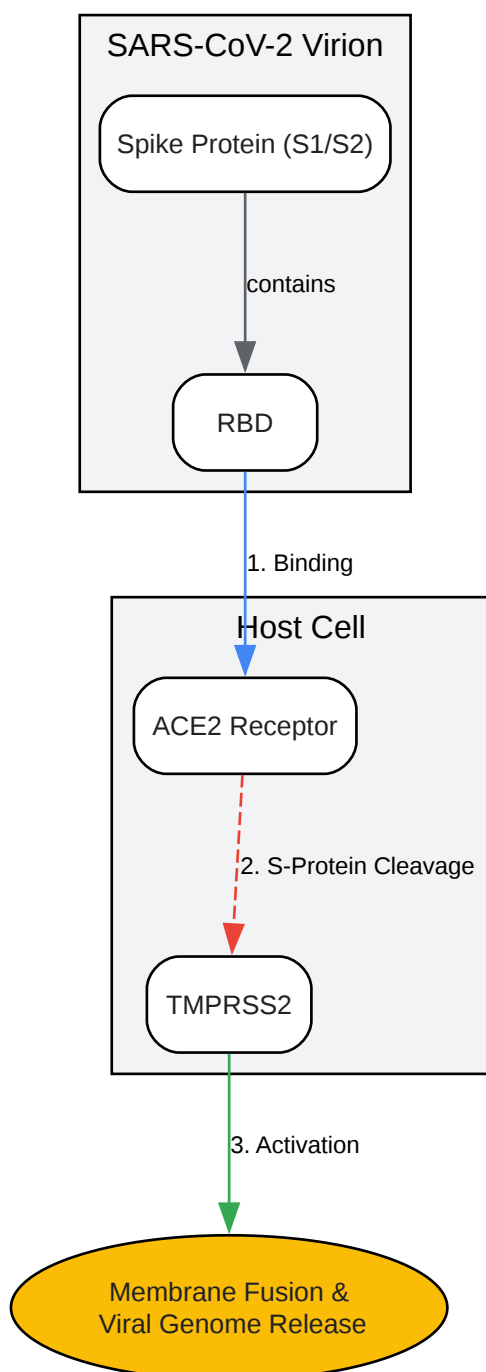 SARS-CoV-2 Virion
Spike Protein (S1/S2)
contains
RBD
1. Binding
Host Cell
ACE2 Receptor
2. S-Protein Cleavage
TMPRSS2
3. Activation
Membrane Fusion &
Viral Genome Release